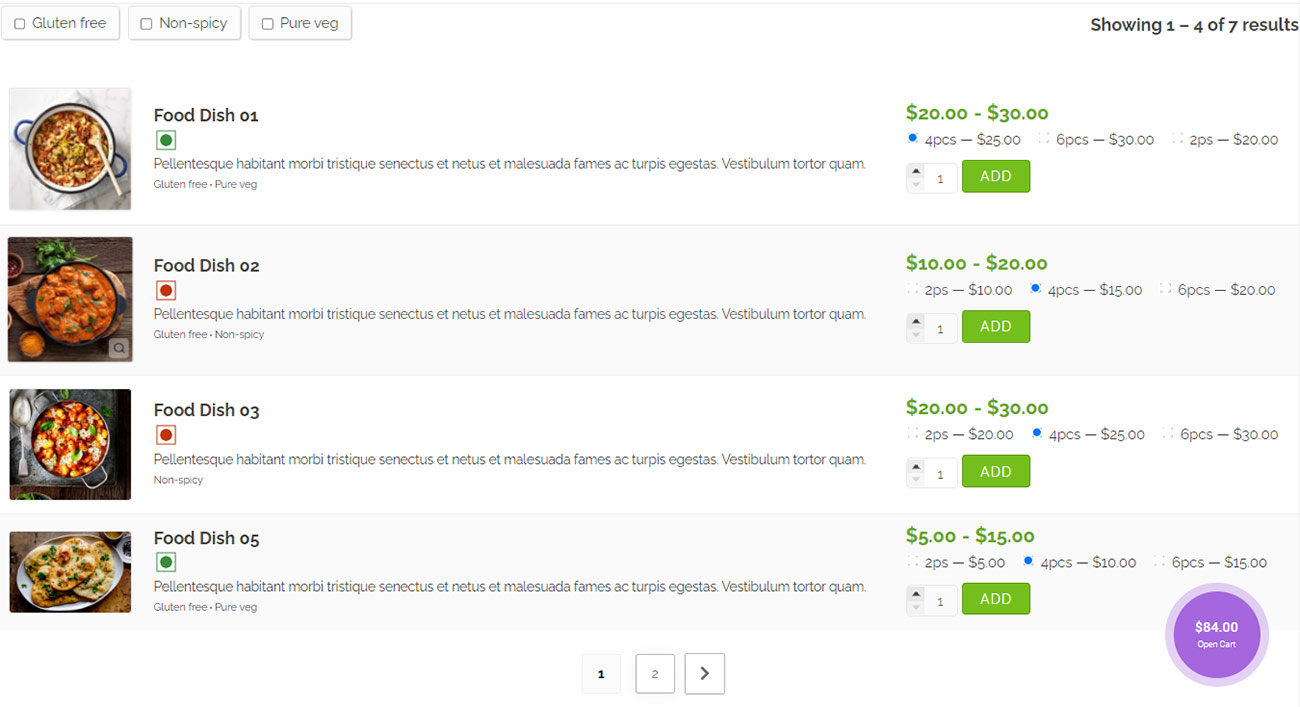 Gluten free Non-spicy Pure veg
Showing 1 – 4 of 7 results
Food Dish 01
Pellentesque habitant morbi tristique senectus et netus et malesuada fames ac turpis egestas. Vestibulum tortor quam.
Gluten free • Pure veg
$20.00 - $30.00
4pcs — $25.00 6pcs — $30.00 2ps — $20.00
1 ADD
Food Dish 02
Pellentesque habitant morbi tristique senectus et netus et malesuada fames ac turpis egestas. Vestibulum tortor quam.
Gluten free • Non-spicy
$10.00 - $20.00
2ps — $10.00 4pcs — $15.00 6pcs — $20.00
1 ADD
Food Dish 03
Pellentesque habitant morbi tristique senectus et netus et malesuada fames ac turpis egestas. Vestibulum tortor quam.
Non-spicy
$20.00 - $30.00
2ps — $20.00 4pcs — $25.00 6pcs — $30.00
1 ADD
Food Dish 05
Pellentesque habitant morbi tristique senectus et netus et malesuada fames ac turpis egestas. Vestibulum tortor quam.
Gluten free • Pure veg
$5.00 - $15.00
2ps — $5.00 4pcs — $10.00 6pcs — $15.00
1 ADD
$84.00
Open Cart
1 2